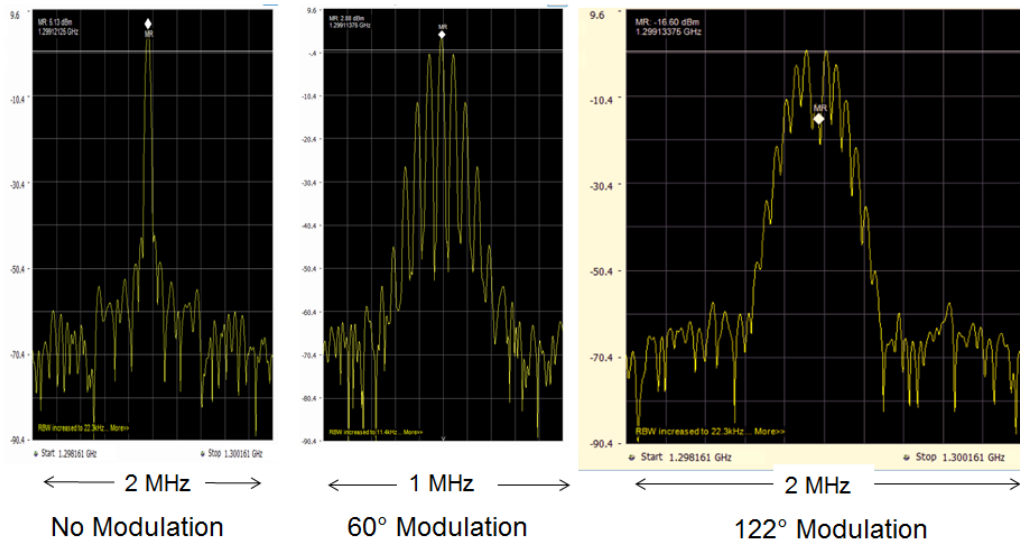 9.6
MR: 5.13 dBm
1.29912125 GHz
MR
-10.4
-30.4
-50.4
-70.4
-90.4
RBW increased to 22.3kHz... More>>
Start 1.298161 GHz
Stop 1.300161 GHz
2 MHz
No Modulation
9.6
MR: 2.88 dBm
1.29911375 GHz
MR
-.4
-10.4
-20.4
-30.4
-40.4
-50.4
-60.4
-70.4
-80.4
-90.4
RBW increased to 11.4kHz... More>>
1 MHz
60° Modulation
9.6
MR: -16.60 dBm
1.29913375 GHz
MR
-10.4
-30.4
-50.4
-70.4
-90.4
RBW increased to 22.3kHz... More>>
Start 1.298161 GHz
Stop 1.300161 GHz
2 MHz
122° Modulation